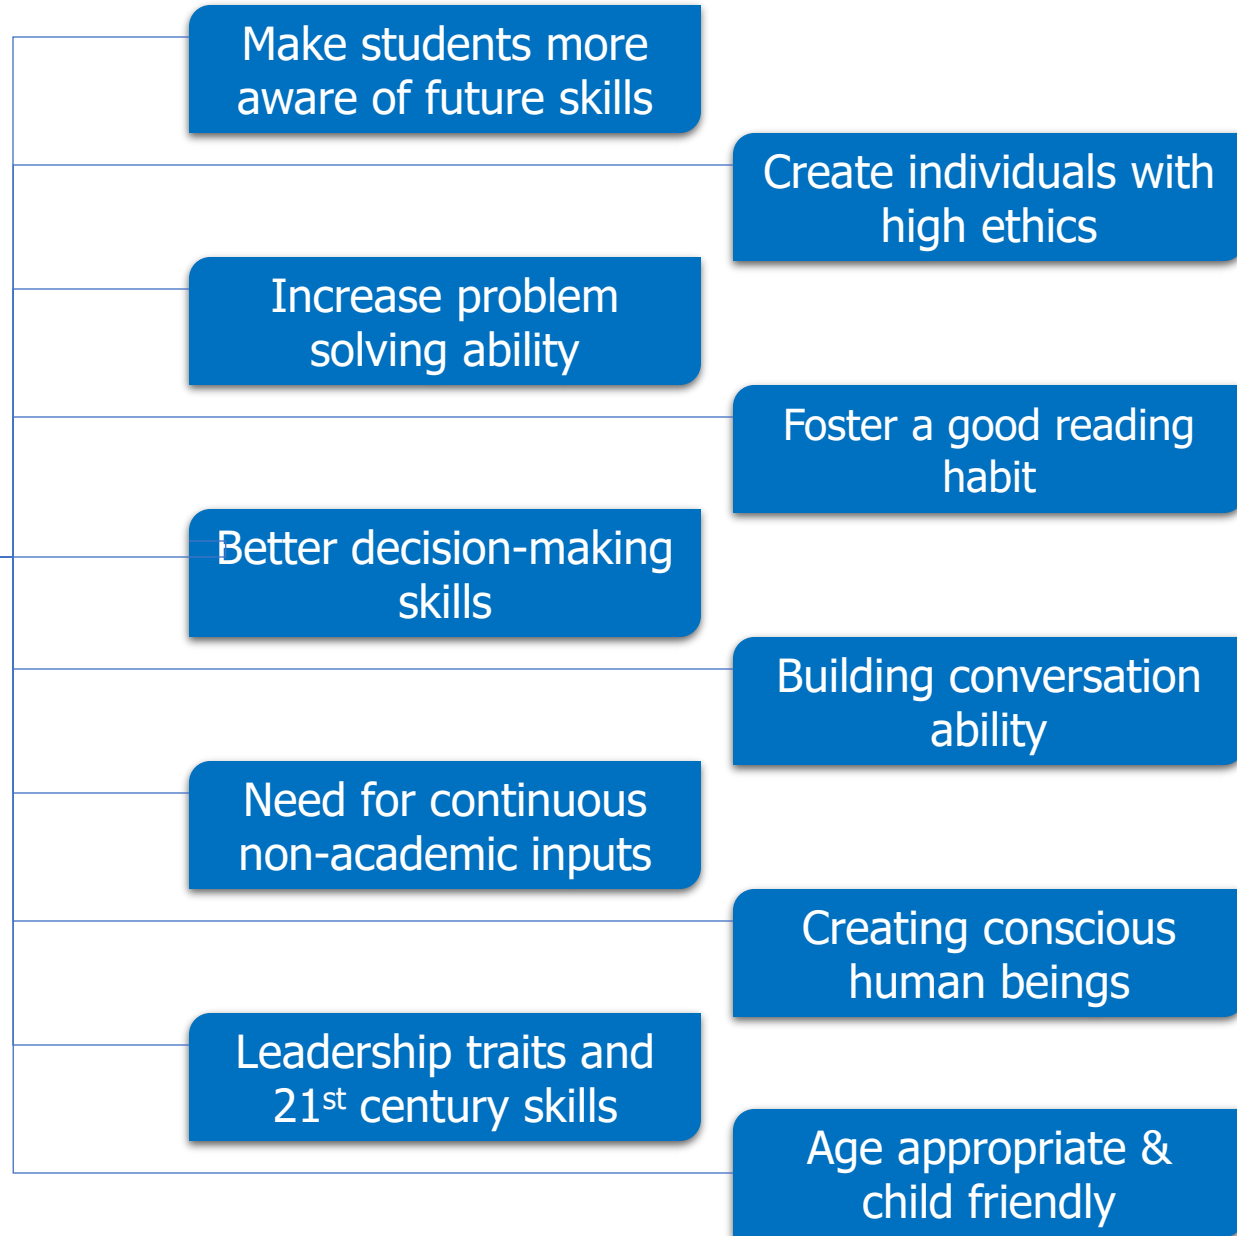 Make students more
aware of future skills
Create individuals with
high ethics
Increase problem
solving ability
Foster a good reading
habit
Better decision-making
skills
Building conversation
ability
Need for continuous
non-academic inputs
Creating conscious
human beings
Leadership traits and
21st century skills
Age appropriate &
child friendly